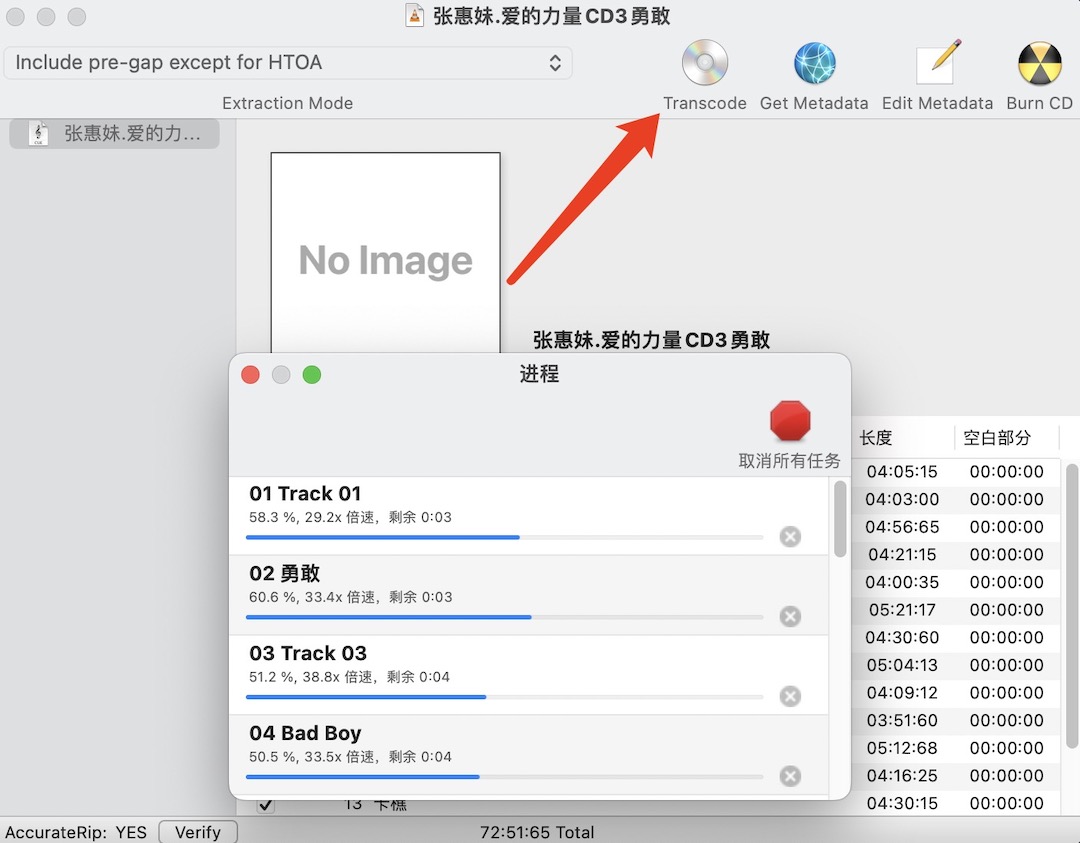 张惠妹.爱的力量CD3勇敢
Include pre-gap except for HTOA
Extraction Mode
Transcode
Get Metadata
Edit Metadata
Burn CD
张惠妹.爱的力...
No Image
张惠妹.爱的力量CD3勇敢
进程
取消所有任务
01 Track 01
58.3 %, 29.2x 倍速，剩余 0:03
02 勇敢
60.6 %, 33.4x 倍速，剩余 0:03
03 Track 03
51.2 %, 38.8x 倍速，剩余 0:04
04 Bad Boy
50.5 %, 33.5x 倍速，剩余 0:04
长度 空白部分
04:05:15 00:00:00
04:03:00 00:00:00
04:56:65 00:00:00
04:21:15 00:00:00
04:00:35 00:00:00
05:21:17 00:00:00
04:30:60 00:00:00
05:04:13 00:00:00
04:09:12 00:00:00
03:51:60 00:00:00
05:12:68 00:00:00
04:16:25 00:00:00
13 卡樵 04:30:15 00:00:00
AccurateRip: YES Verify 72:51:65 Total